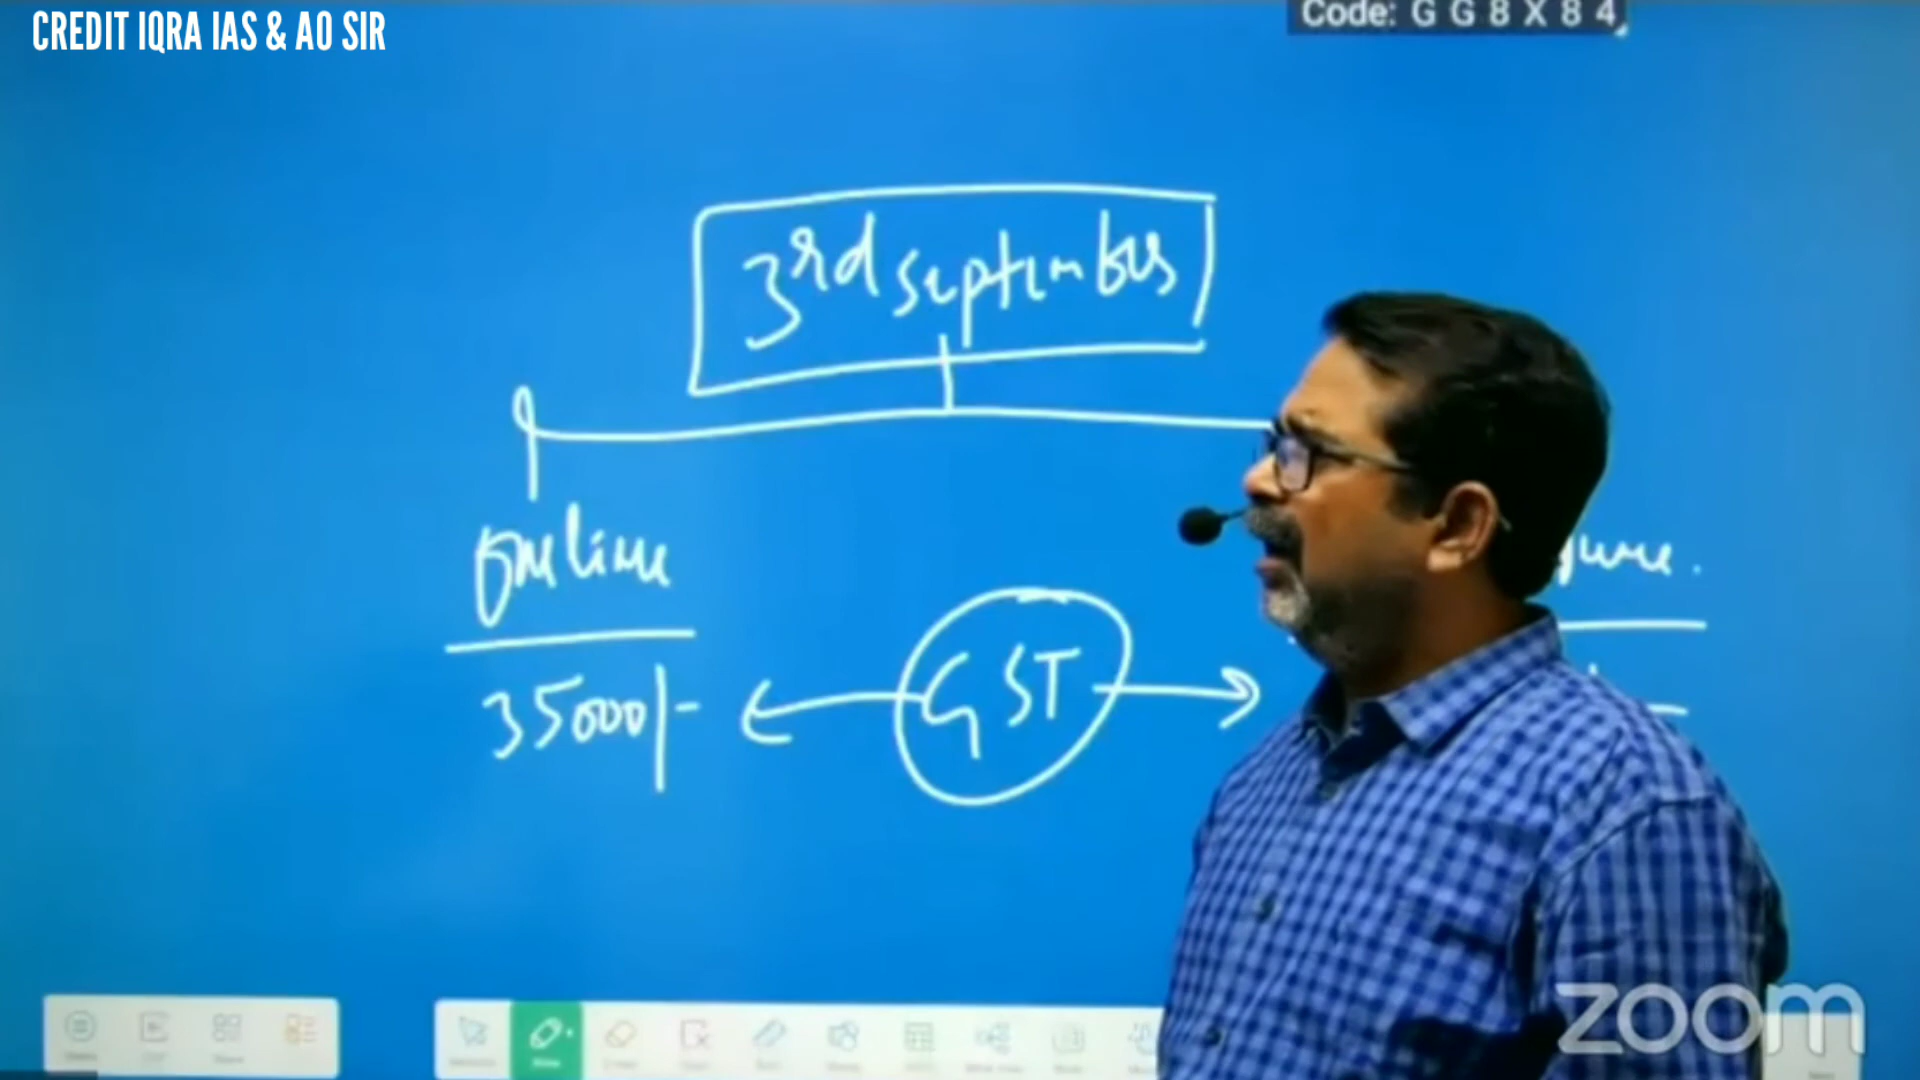 CREDIT IQRA IAS & AO SIR
Code: G G 8 X 8 4
3rd september
online
35000/-
GST
zoom